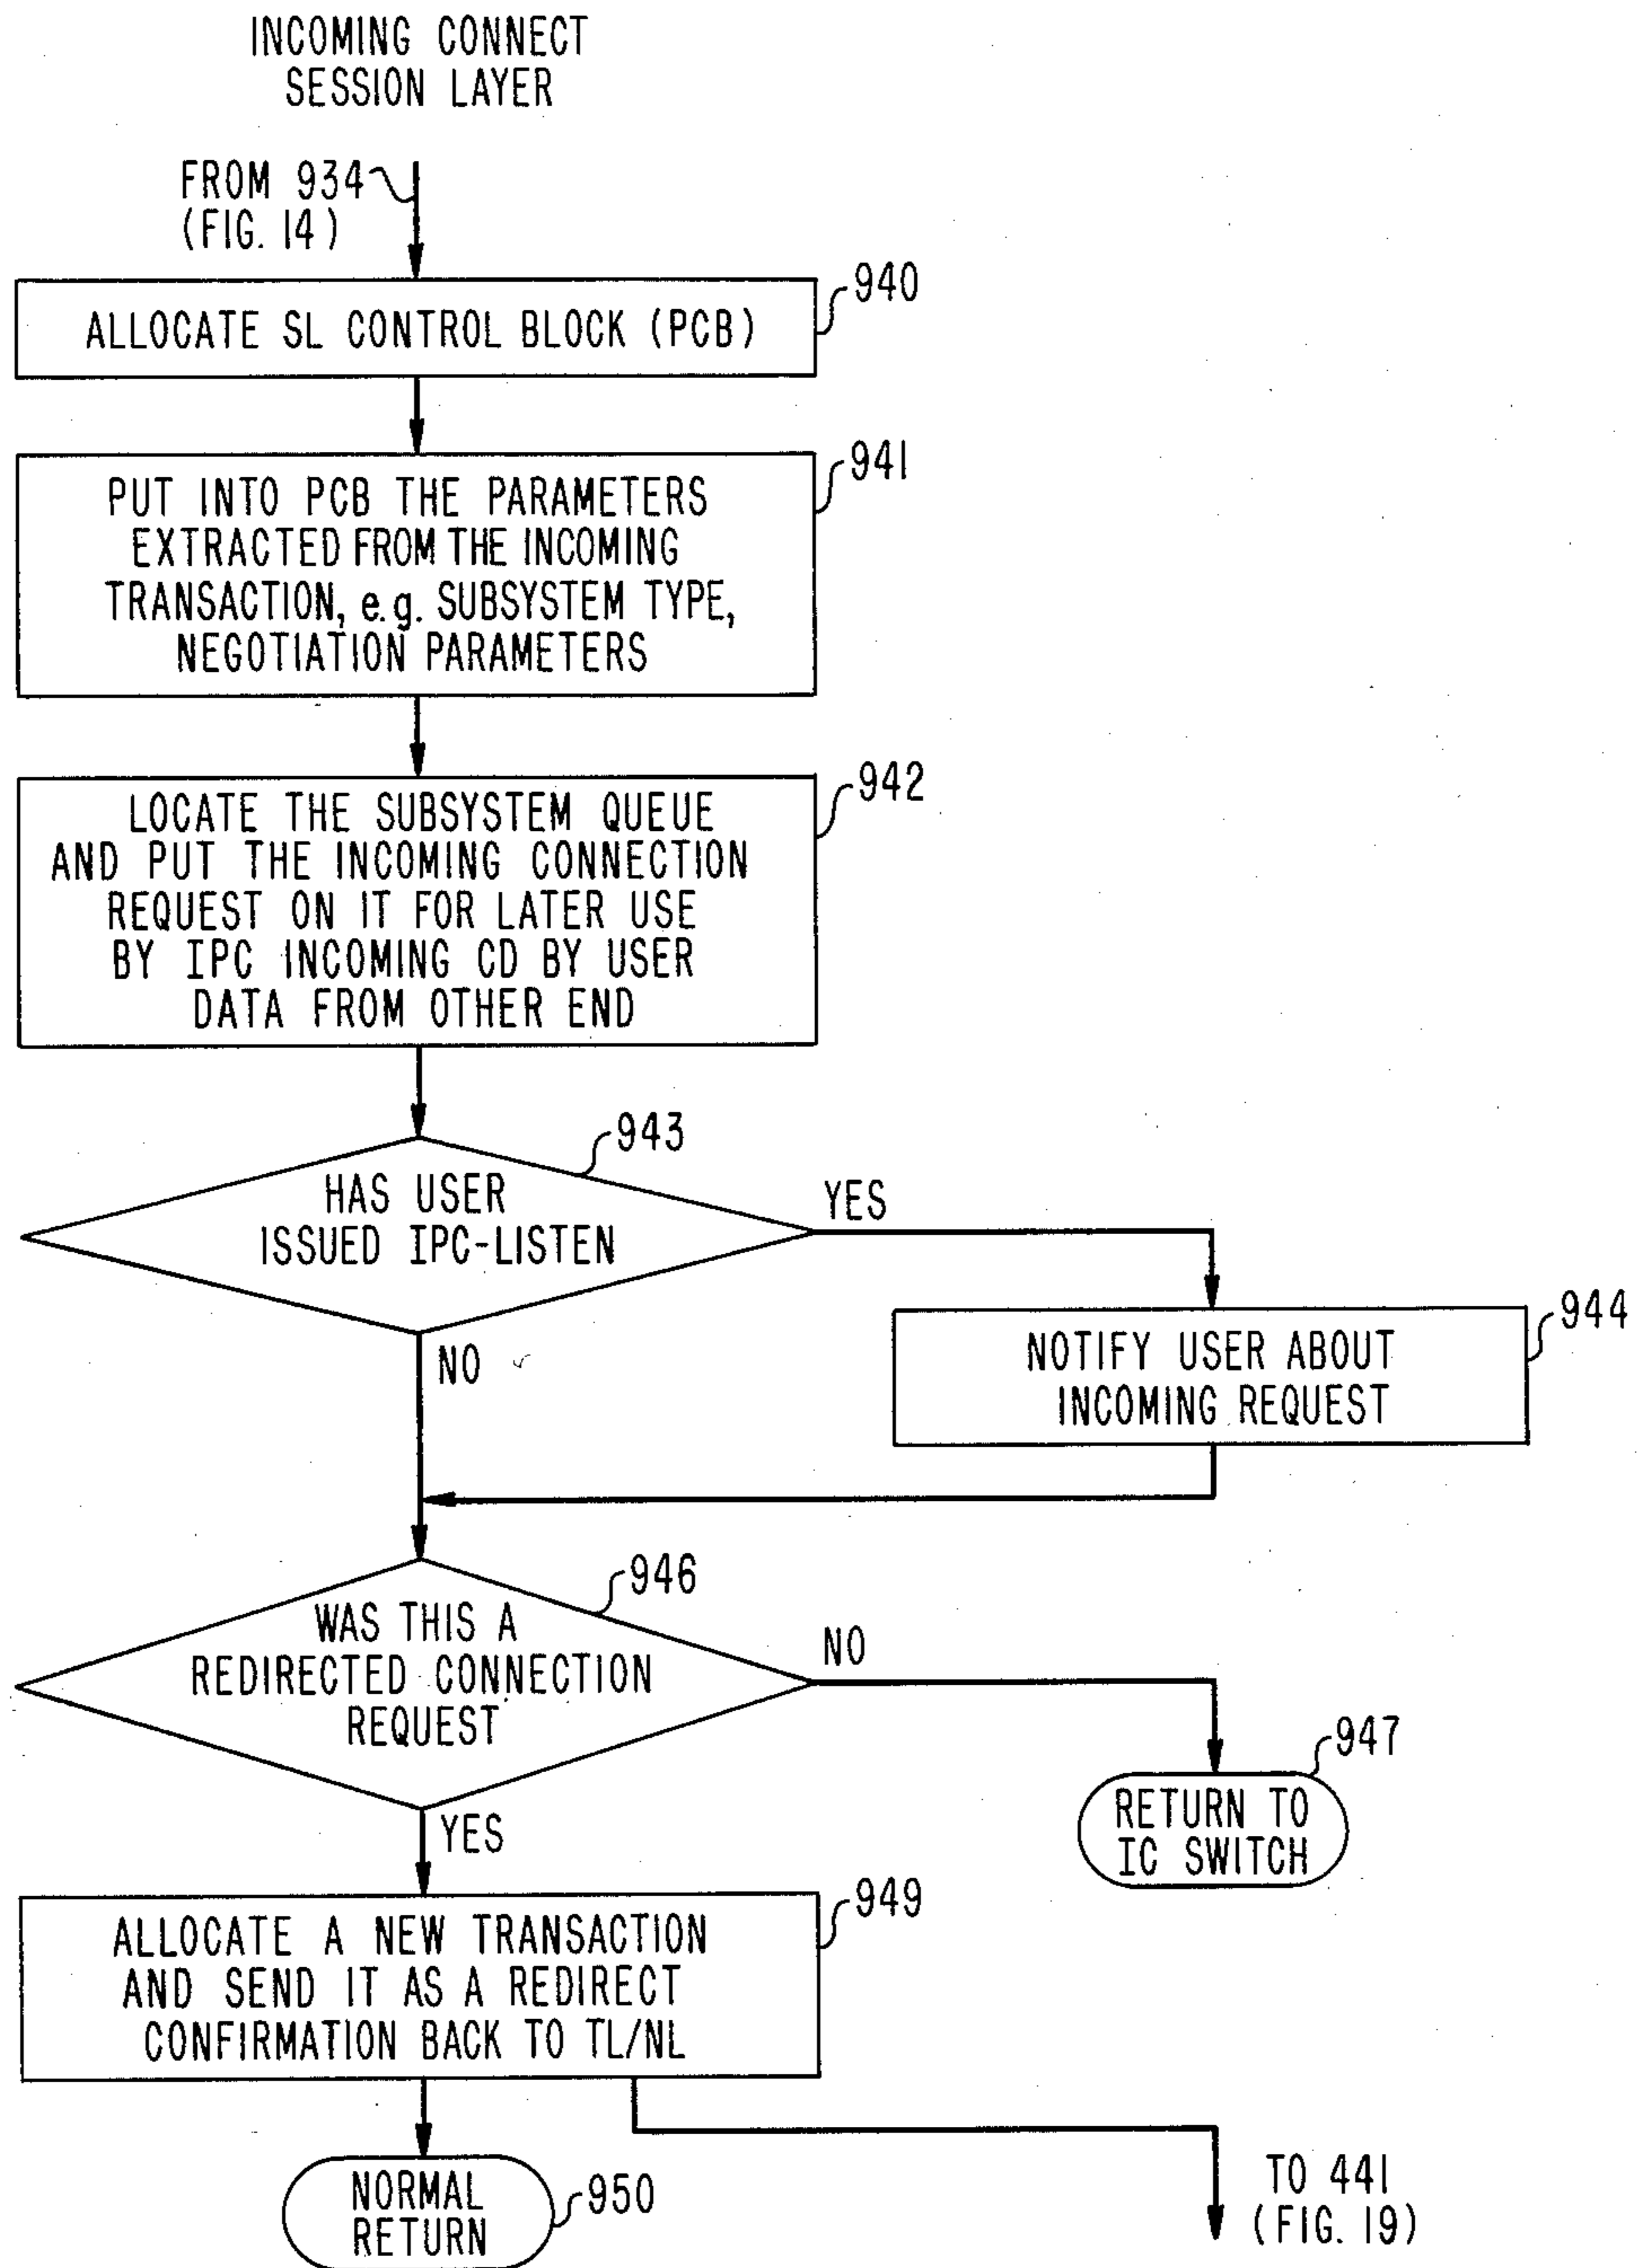 INCOMING CONNECT
SESSION LAYER
FROM 934
(FIG. 14)
940
ALLOCATE SL CONTROL BLOCK (PCB)
941
PUT INTO PCB THE PARAMETERS
EXTRACTED FROM THE INCOMING
TRANSACTION, e.g. SUBSYSTEM TYPE,
NEGOTIATION PARAMETERS
942
LOCATE THE SUBSYSTEM QUEUE
AND PUT THE INCOMING CONNECTION
REQUEST ON IT FOR LATER USE
BY IPC INCOMING CD BY USER
DATA FROM OTHER END
943
HAS USER
ISSUED IPC-LISTEN
YES
NO
944
NOTIFY USER ABOUT
INCOMING REQUEST
946
WAS THIS A
REDIRECTED CONNECTION
REQUEST
NO
YES
947
RETURN TO
IC SWITCH
949
ALLOCATE A NEW TRANSACTION
AND SEND IT AS A REDIRECT
CONFIRMATION BACK TO TL/NL
NORMAL
RETURN
950
TO 441
(FIG. 19)